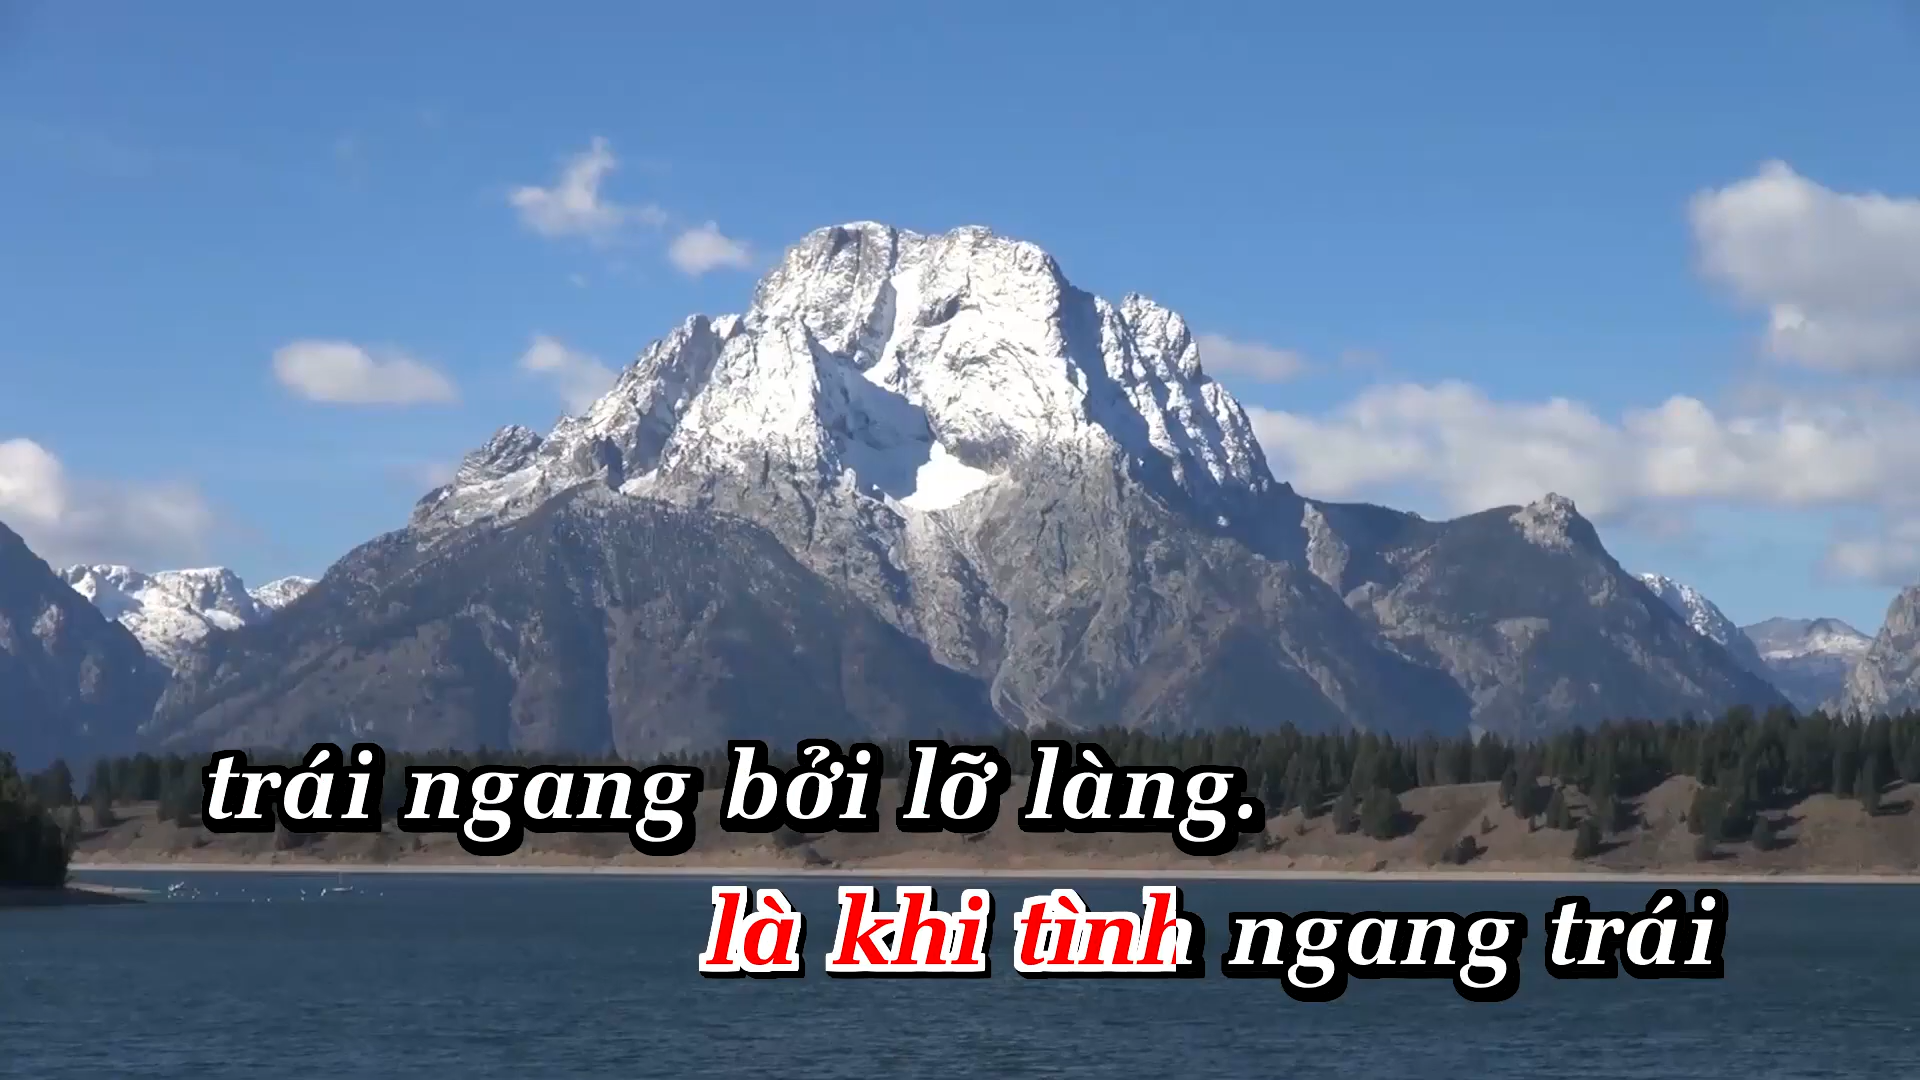 trái ngang bởi lỡ làng.
là khi tình ngang trái